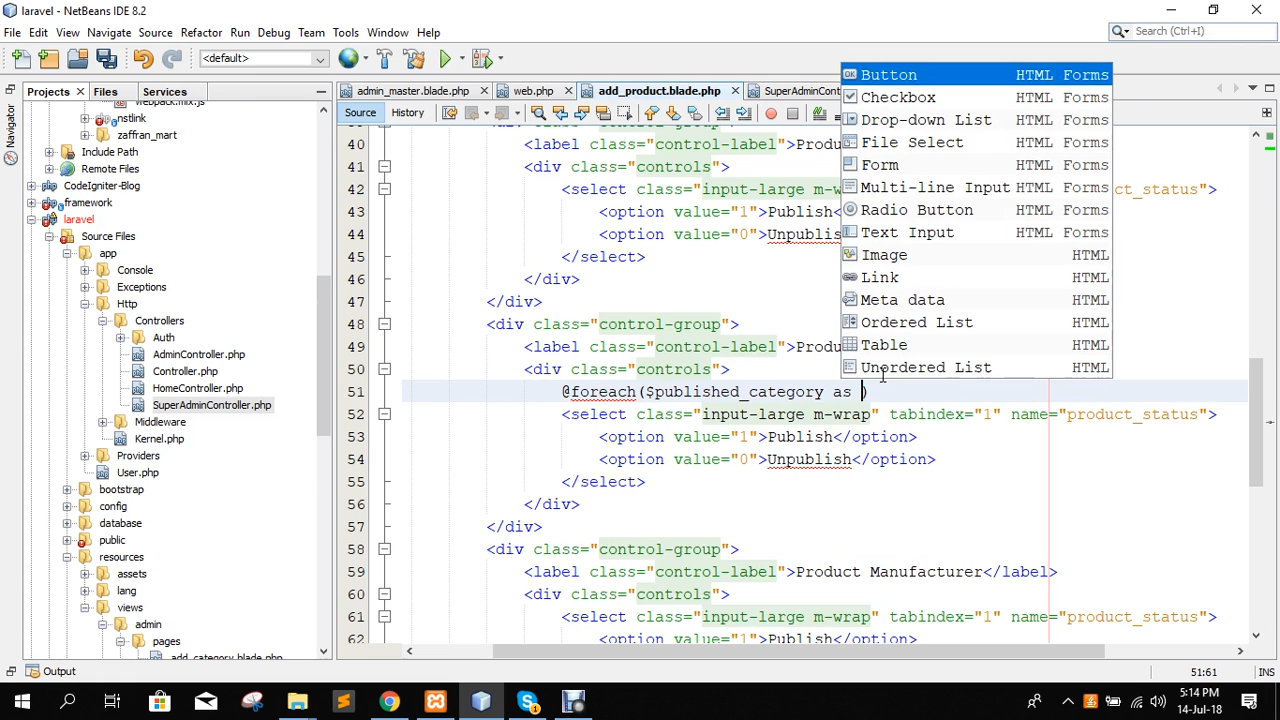 laravel - NetBeans IDE 8.2
File Edit View Navigate Source Refactor Run Debug Team Tools Window Help
Search (Ctrl+I)
<default>
Projects Files Services
admin_master.blade.php web.php add_product.blade.php SuperAdminCont
Source History
Navigator
webpack.mix.js
nstlink
zaffran_mart
Include Path
Remote Files
CodeIgniter-Blog
framework
laravel
Source Files
app
Console
Exceptions
Http
Controllers
Auth
AdminController.php
Controller.php
HomeController.php
SuperAdminController.php
Middleware
Kernel.php
Providers
User.php
bootstrap
config
database
public
resources
assets
lang
views
admin
pages
add_category.blade.php
40 <label class="control-label">Produ
41 <div class="controls">
42 <select class="input-large m-w ct_status">
43 <option value="1">Publish<
44 <option value="0">Unpublis
45 </select>
46 </div>
47 </div>
48 <div class="control-group">
49 <label class="control-label">Produ
50 <div class="controls">
51 @foreach($published_category as )
52 <select class="input-large m-wrap" tabindex="1" name="product_status">
53 <option value="1">Publish</option>
54 <option value="0">Unpublish</option>
55 </select>
56 </div>
57 </div>
58 <div class="control-group">
59 <label class="control-label">Product Manufacturer</label>
60 <div class="controls">
61 <select class="input-large m-wrap" tabindex="1" name="product_status">
62 <option value="1">Publish</option>
Button HTML Forms
Checkbox HTML Forms
Drop-down List HTML Forms
File Select HTML Forms
Form HTML Forms
Multi-line Input HTML Forms
Radio Button HTML Forms
Text Input HTML Forms
Image HTML
Link HTML
Meta data HTML
Ordered List HTML
Table HTML
Unordered List HTML
Output
51:61 INS
5:14 PM
14-Jul-18